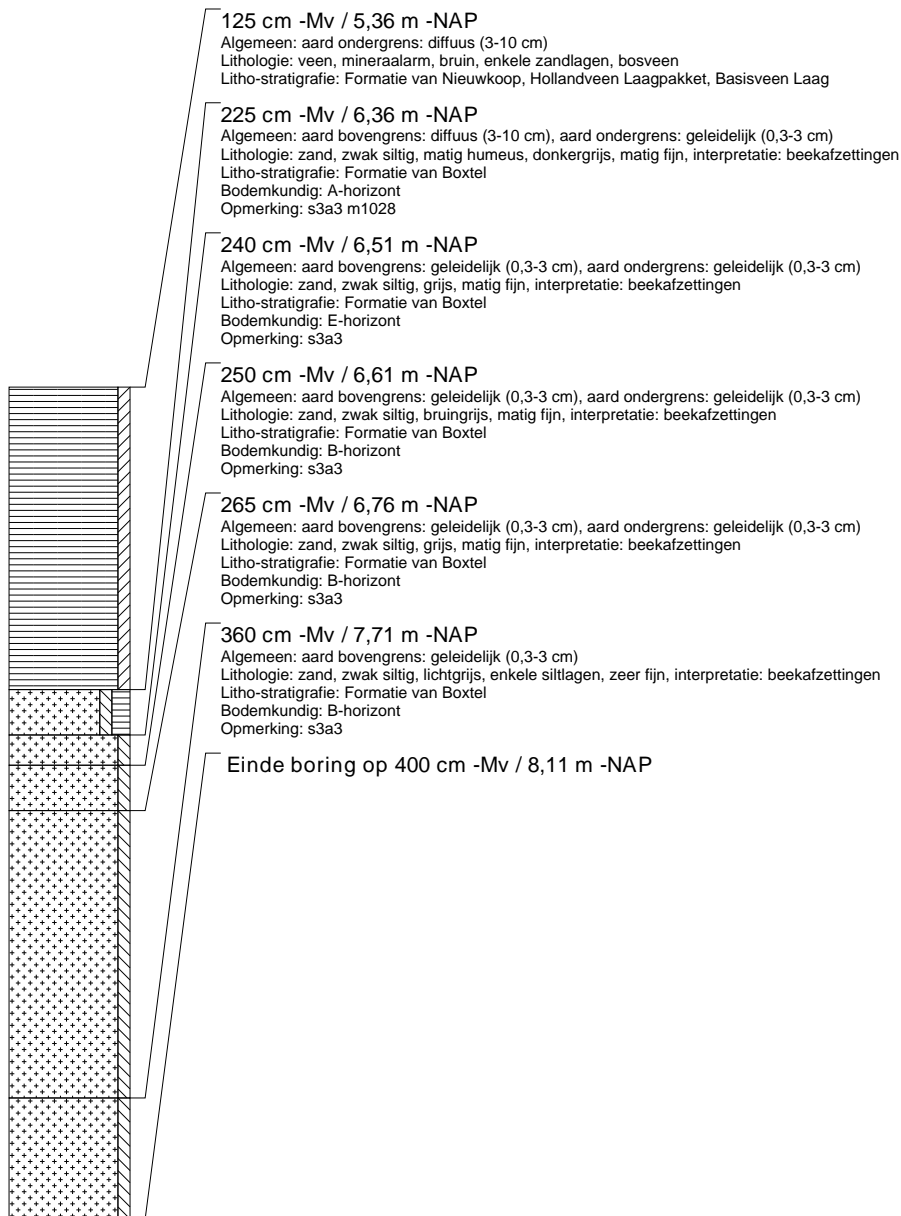 125 cm -Mv / 5,36 m -NAP
Algemeen: aard ondergrens: diffuus (3-10 cm)
Lithologie: veen, mineraalarm, bruin, enkele zandlagen, bosveen
Litho-stratigrafie: Formatie van Nieuwkoop, Hollandveen Laagpakket, Basisveen Laag
225 cm -Mv / 6,36 m -NAP
Algemeen: aard bovengrens: diffuus (3-10 cm), aard ondergrens: geleidelijk (0,3-3 cm)
Lithologie: zand, zwak siltig, matig humeus, donkergrijs, matig fijn, interpretatie: beekafzettingen
Litho-stratigrafie: Formatie van Boxtel
Bodemkundig: A-horizont
Opmerking: s3a3 m1028
240 cm -Mv / 6,51 m -NAP
Algemeen: aard bovengrens: geleidelijk (0,3-3 cm), aard ondergrens: geleidelijk (0,3-3 cm)
Lithologie: zand, zwak siltig, grijs, matig fijn, interpretatie: beekafzettingen
Litho-stratigrafie: Formatie van Boxtel
Bodemkundig: E-horizont
Opmerking: s3a3
250 cm -Mv / 6,61 m -NAP
Algemeen: aard bovengrens: geleidelijk (0,3-3 cm), aard ondergrens: geleidelijk (0,3-3 cm)
Lithologie: zand, zwak siltig, bruingrijs, matig fijn, interpretatie: beekafzettingen
Litho-stratigrafie: Formatie van Boxtel
Bodemkundig: B-horizont
Opmerking: s3a3
265 cm -Mv / 6,76 m -NAP
Algemeen: aard bovengrens: geleidelijk (0,3-3 cm), aard ondergrens: geleidelijk (0,3-3 cm)
Lithologie: zand, zwak siltig, grijs, matig fijn, interpretatie: beekafzettingen
Litho-stratigrafie: Formatie van Boxtel
Bodemkundig: B-horizont
Opmerking: s3a3
360 cm -Mv / 7,71 m -NAP
Algemeen: aard bovengrens: geleidelijk (0,3-3 cm)
Lithologie: zand, zwak siltig, lichtgrijs, enkele siltlagen, zeer fijn, interpretatie: beekafzettingen
Litho-stratigrafie: Formatie van Boxtel
Bodemkundig: B-horizont
Opmerking: s3a3
Einde boring op 400 cm -Mv / 8,11 m -NAP